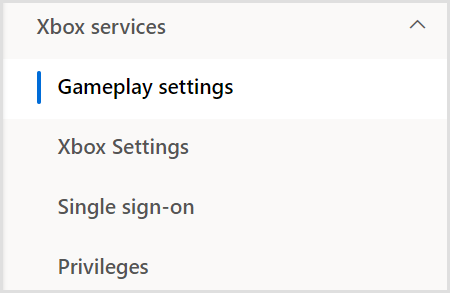 Xbox services
Gameplay settings
Xbox Settings
Single sign-on
Privileges